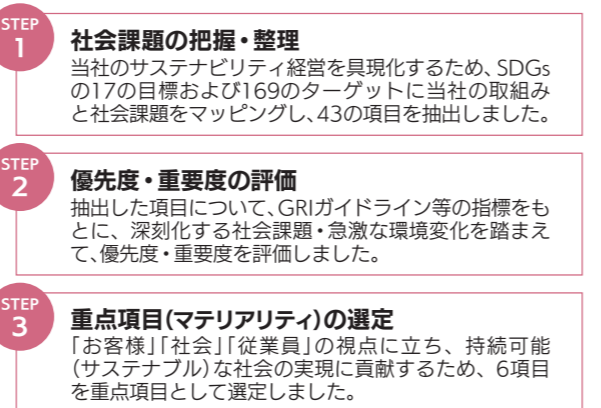 STEP
1
社会課題の把握・整理
当社のサステナビリティ経営を具現化するため、SDGs
の17の目標および169のターゲットに当社の取組み
と社会課題をマッピングし、43の項目を抽出しました。
STEP
2
優先度・重要度の評価
抽出した項目について、GRIガイドライン等の指標をも
とに、深刻化する社会課題・急激な環境変化を踏まえ
て、優先度・重要度を評価しました。
STEP
3
重点項目(マテリアリティ)の選定
「お客様」「社会」「従業員」の視点に立ち、持続可能
(サステナブル)な社会の実現に貢献するため、6項目
を重点項目として選定しました。